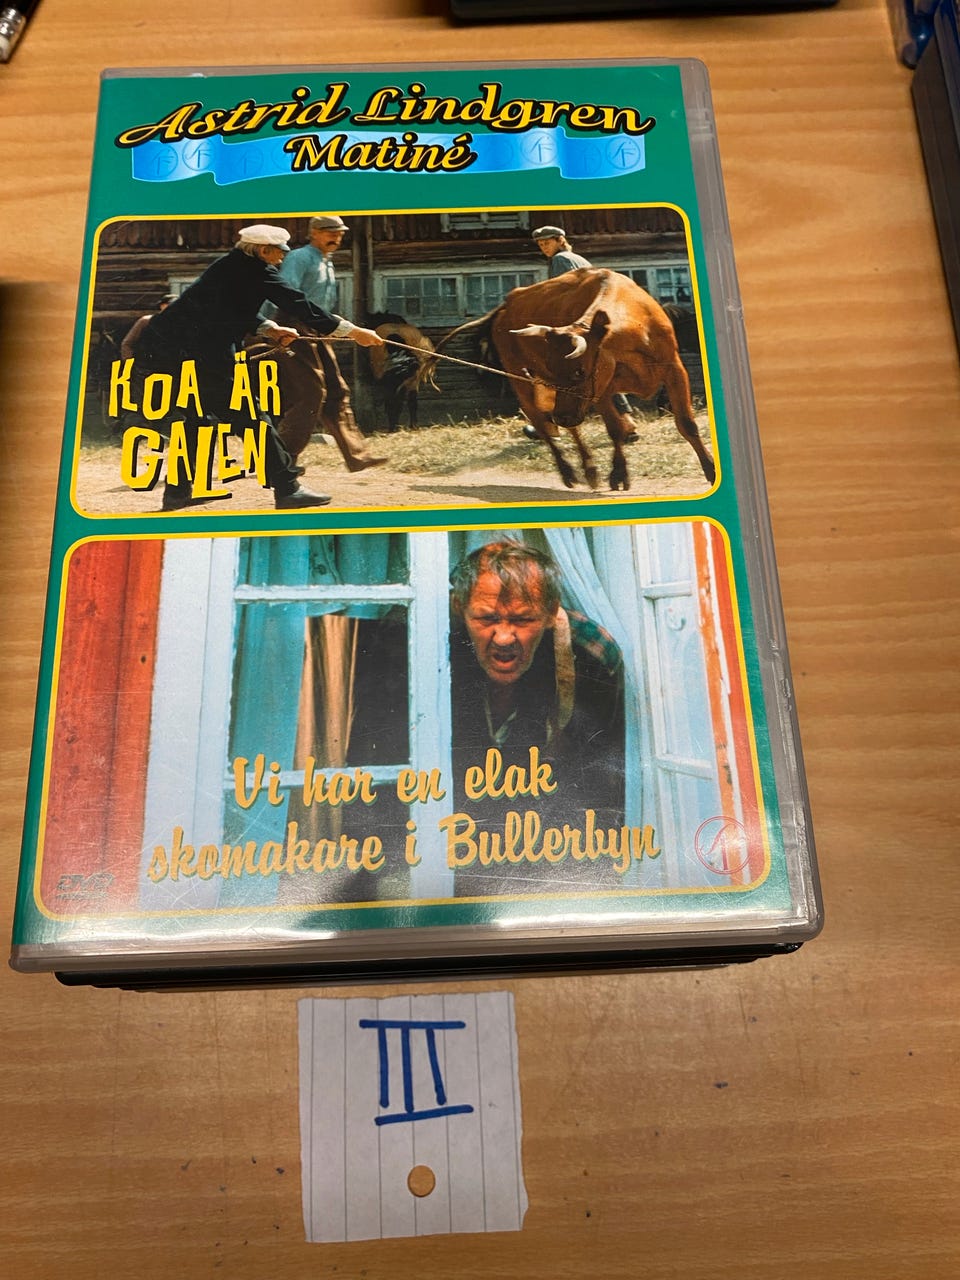 Astrid Lindgren
Matiné
KOA ÄR
GALEN
Vi har en elak
skomakare i Bullerbyn
DVD
III